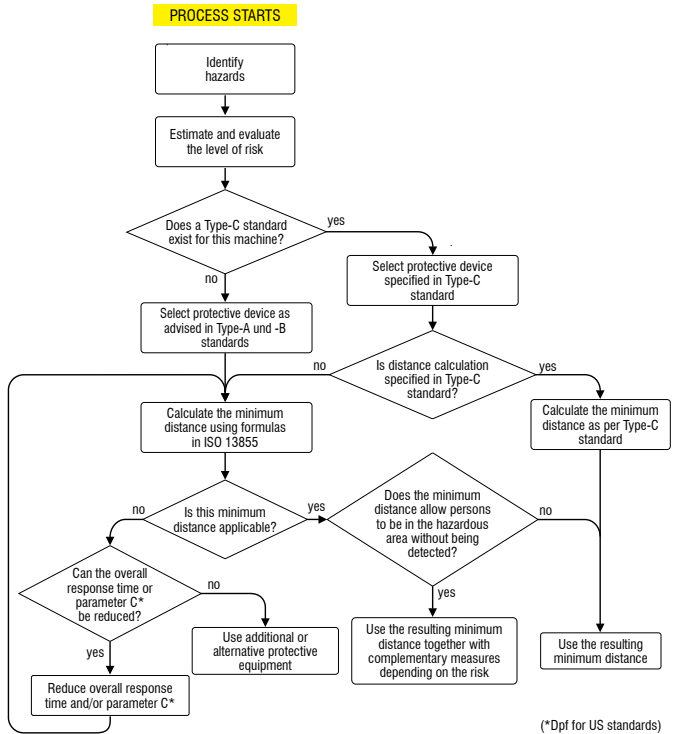 PROCESS STARTS
Identify
hazards
Estimate and evaluate
the level of risk
Does a Type-C standard
exist for this machine?
yes
no
Select protective device
specified in Type-C
standard
Select protective device as
advised in Type-A und -B
standards
no
Is distance calculation
specified in Type-C
standard?
yes
Calculate the minimum
distance using formulas
in ISO 13855
Calculate the minimum
distance as per Type-C
standard
no
Is this minimum
distance applicable?
yes
Does the minimum
distance allow persons
to be in the hazardous
area without being
detected?
no
Can the overall
response time or
parameter C*
be reduced?
no
yes
yes
Use additional or
alternative protective
equipment
Use the resulting minimum
distance together with
complementary measures
depending on the risk
Use the resulting
minimum distance
Reduce overall response
time and/or parameter C*
(*Dpf for US standards)